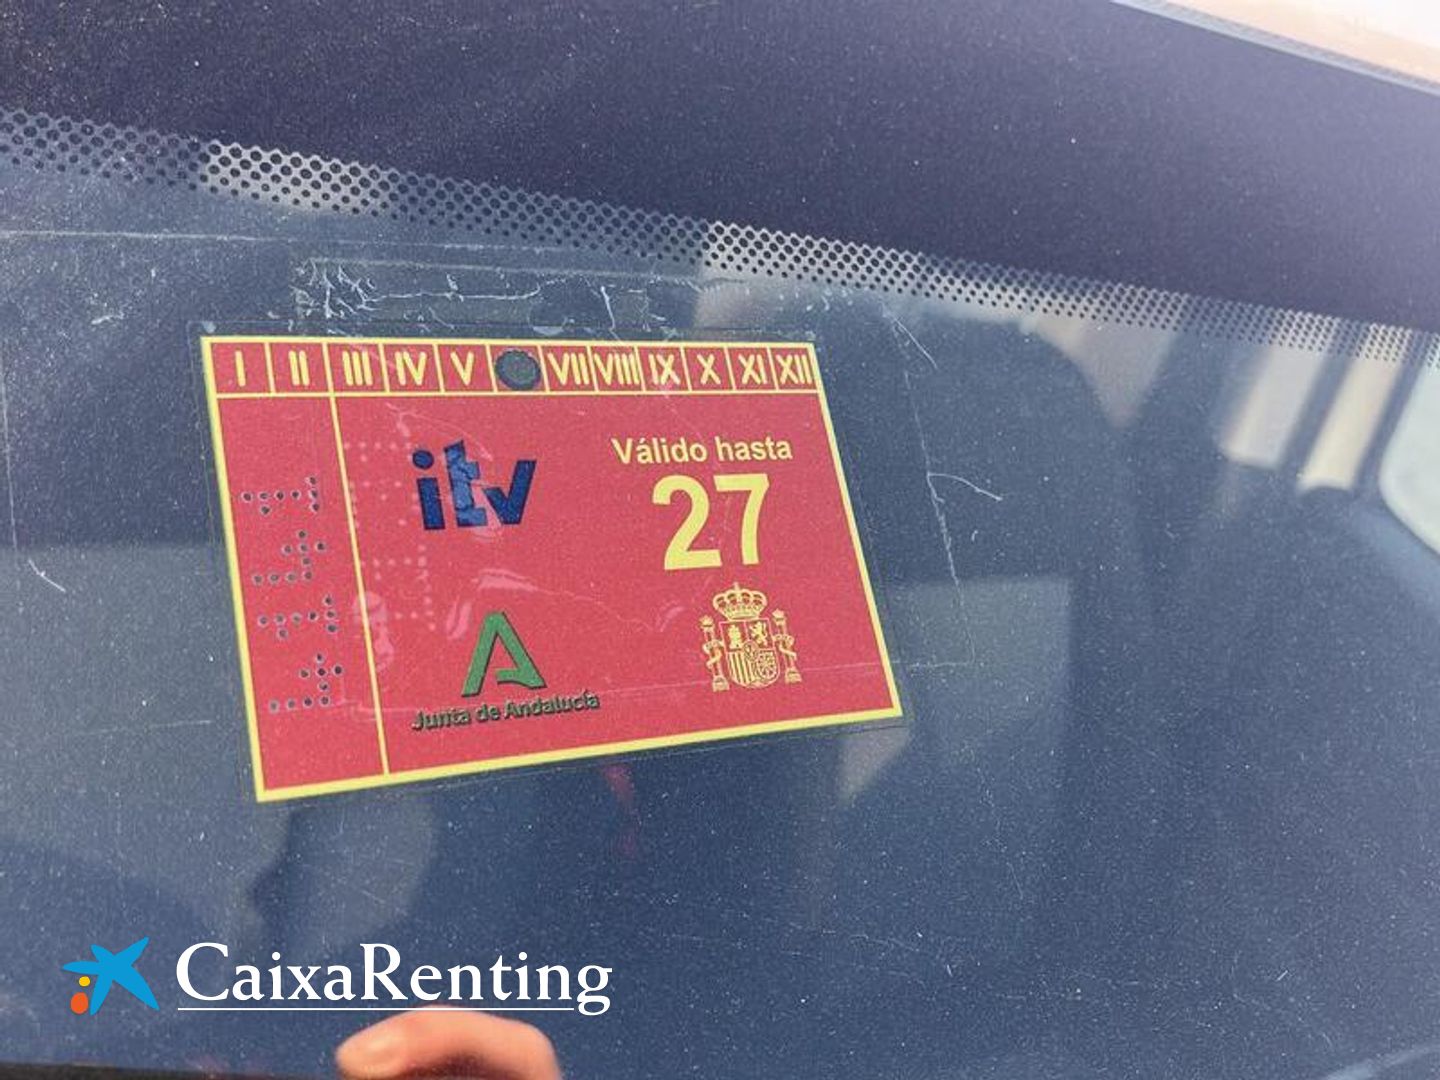 I II III IV V VII VIII IX X XI XII
itv
Válido hasta
27
Junta de Andalucía
CaixaRenting